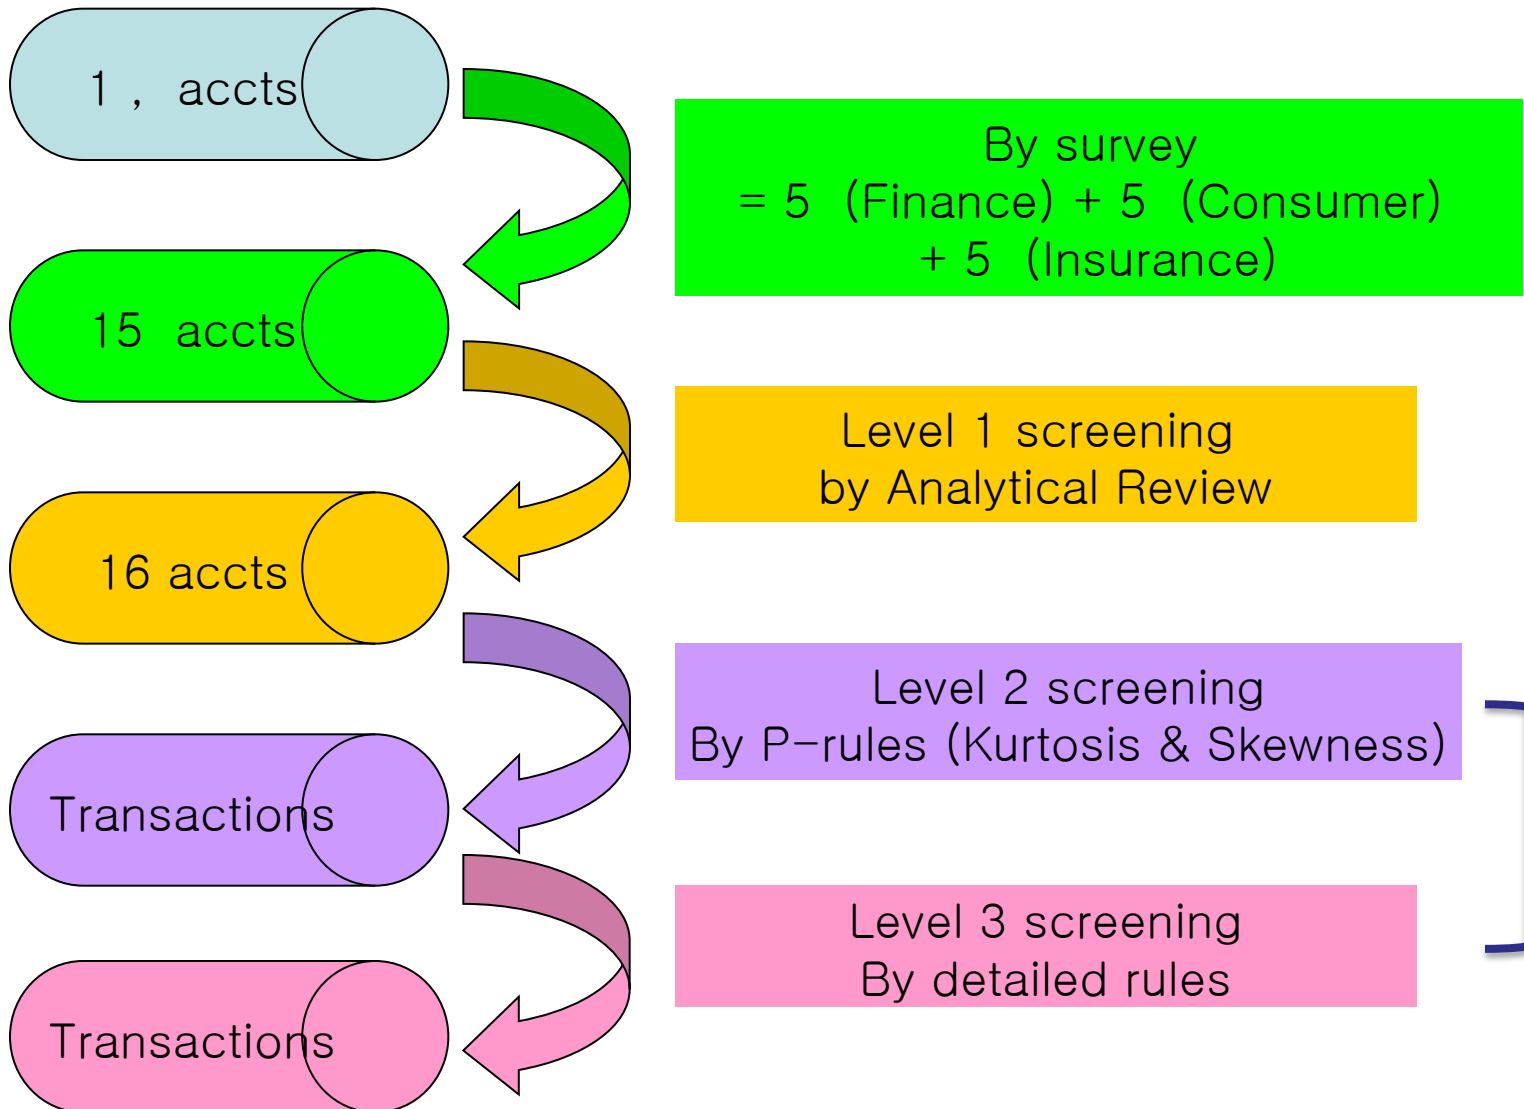 1 , accts
By survey
= 5 (Finance) + 5 (Consumer)
+ 5 (Insurance)
15 accts
Level 1 screening
by Analytical Review
16 accts
Level 2 screening
By P-rules (Kurtosis & Skewness)
Transactions
Level 3 screening
By detailed rules
Transactions